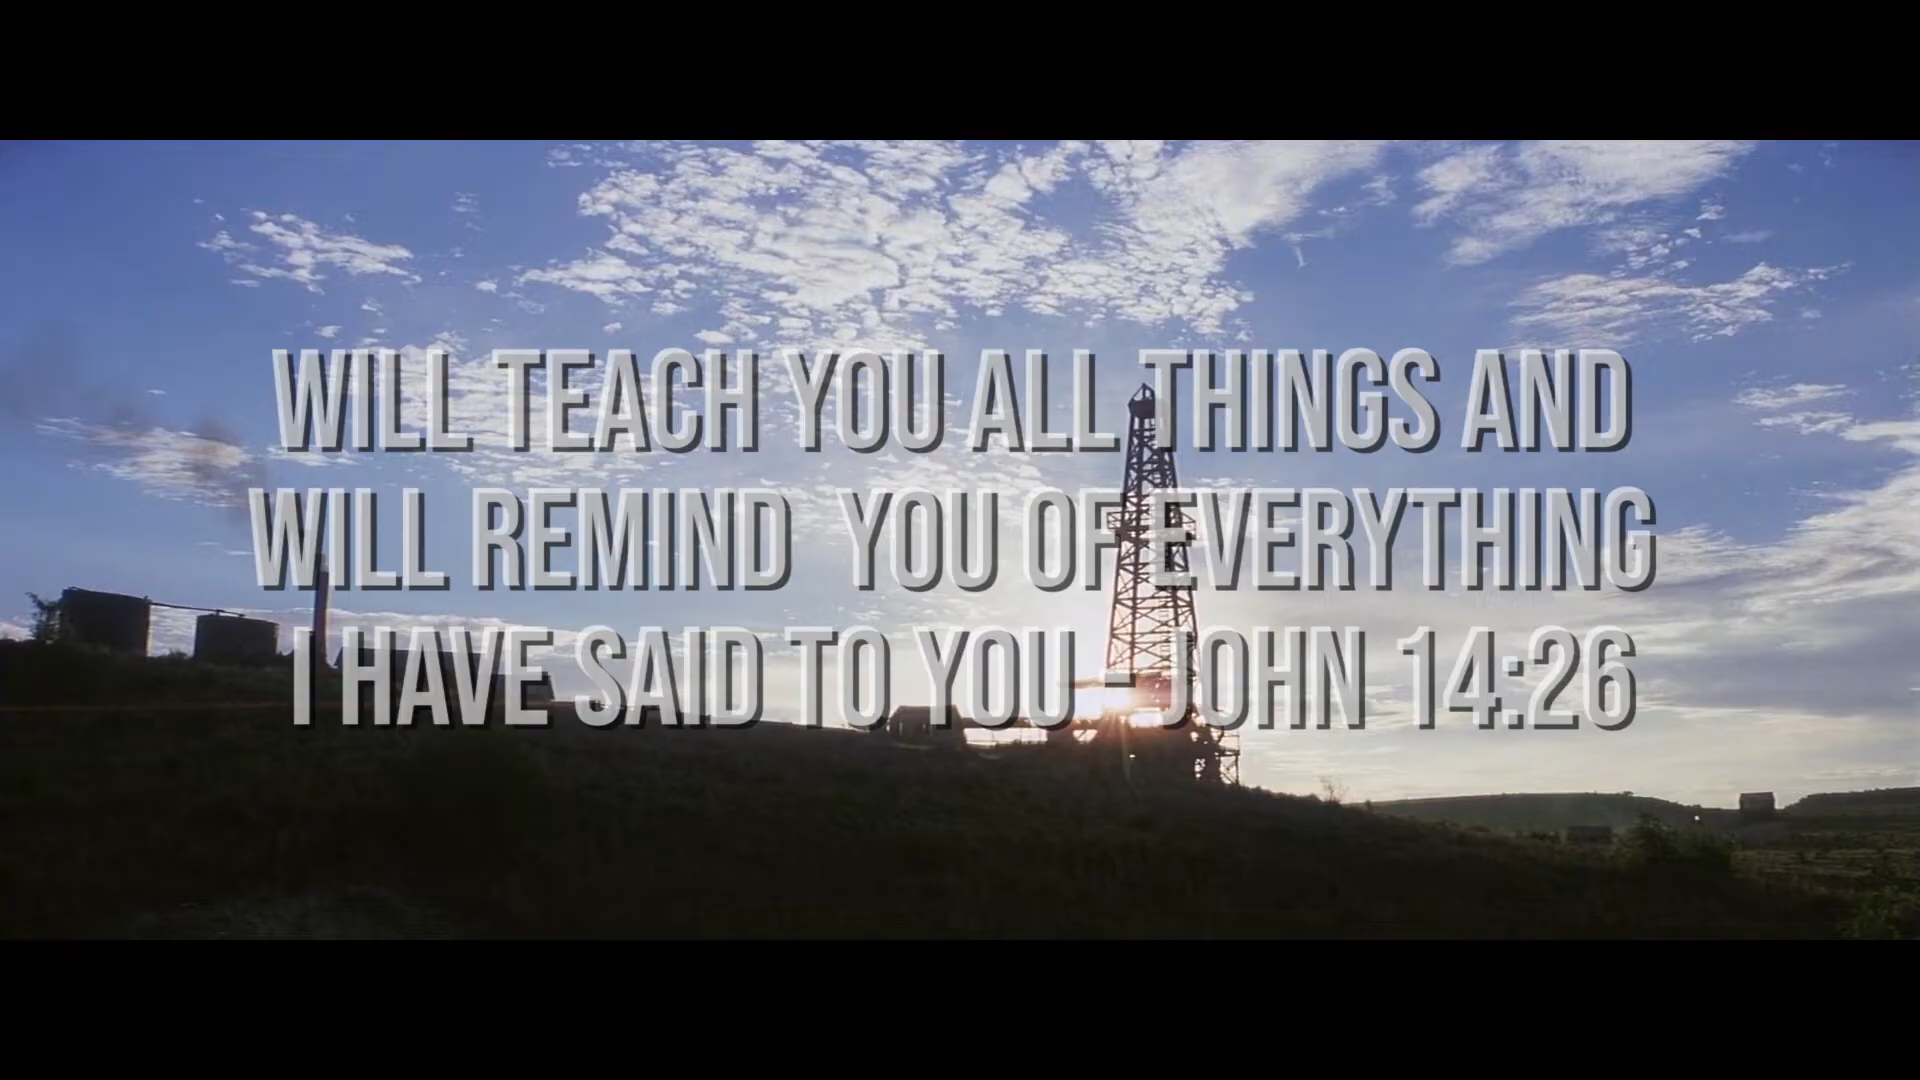 WILL TEACH YOU ALL THINGS AND
WILL REMIND YOU OF EVERYTHING
I HAVE SAID TO YOU - JOHN 14:26